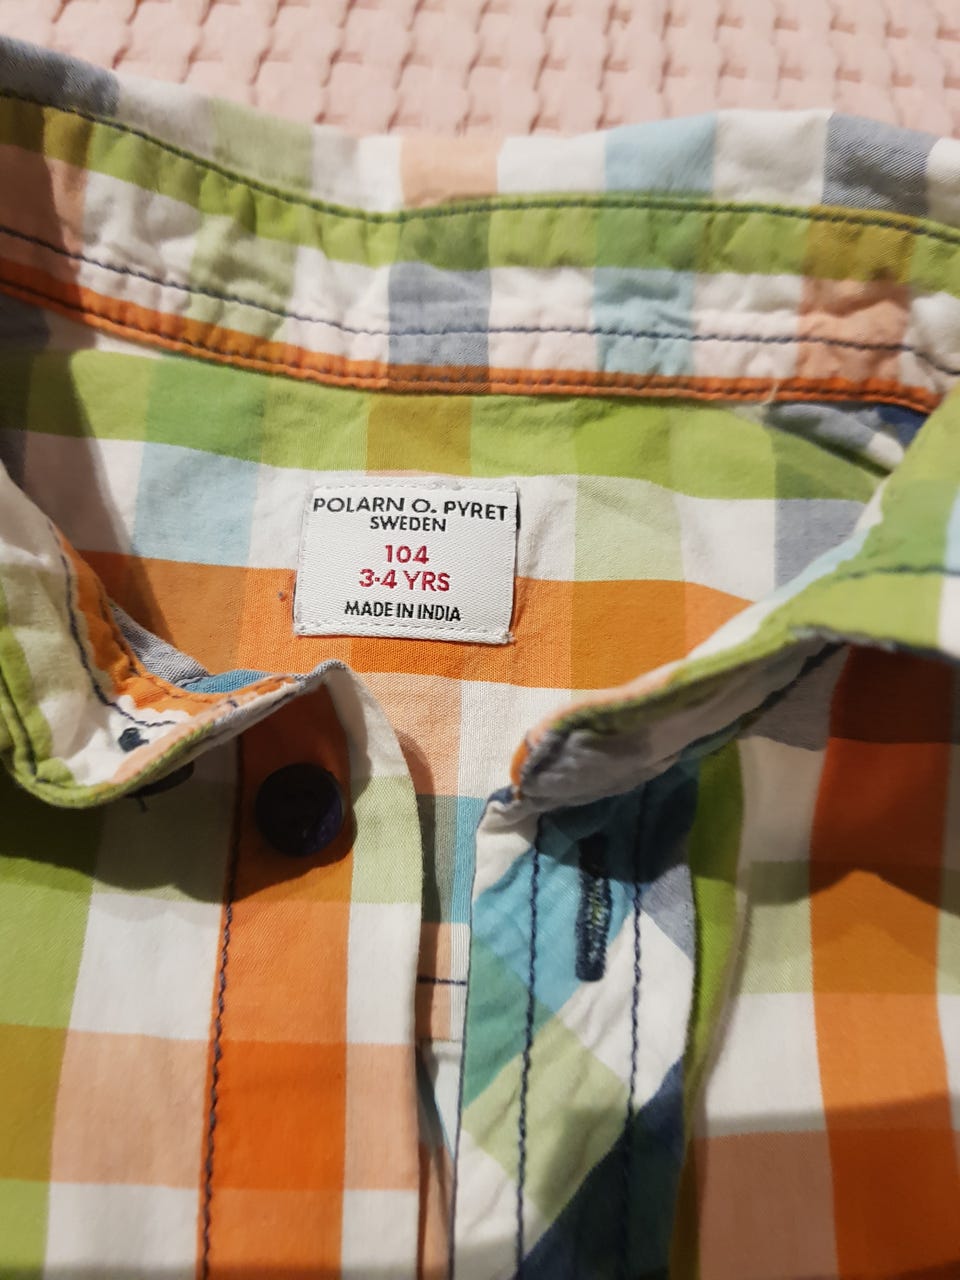 POLARN O. PYRET
SWEDEN
104
3-4 YRS
MADE IN INDIA